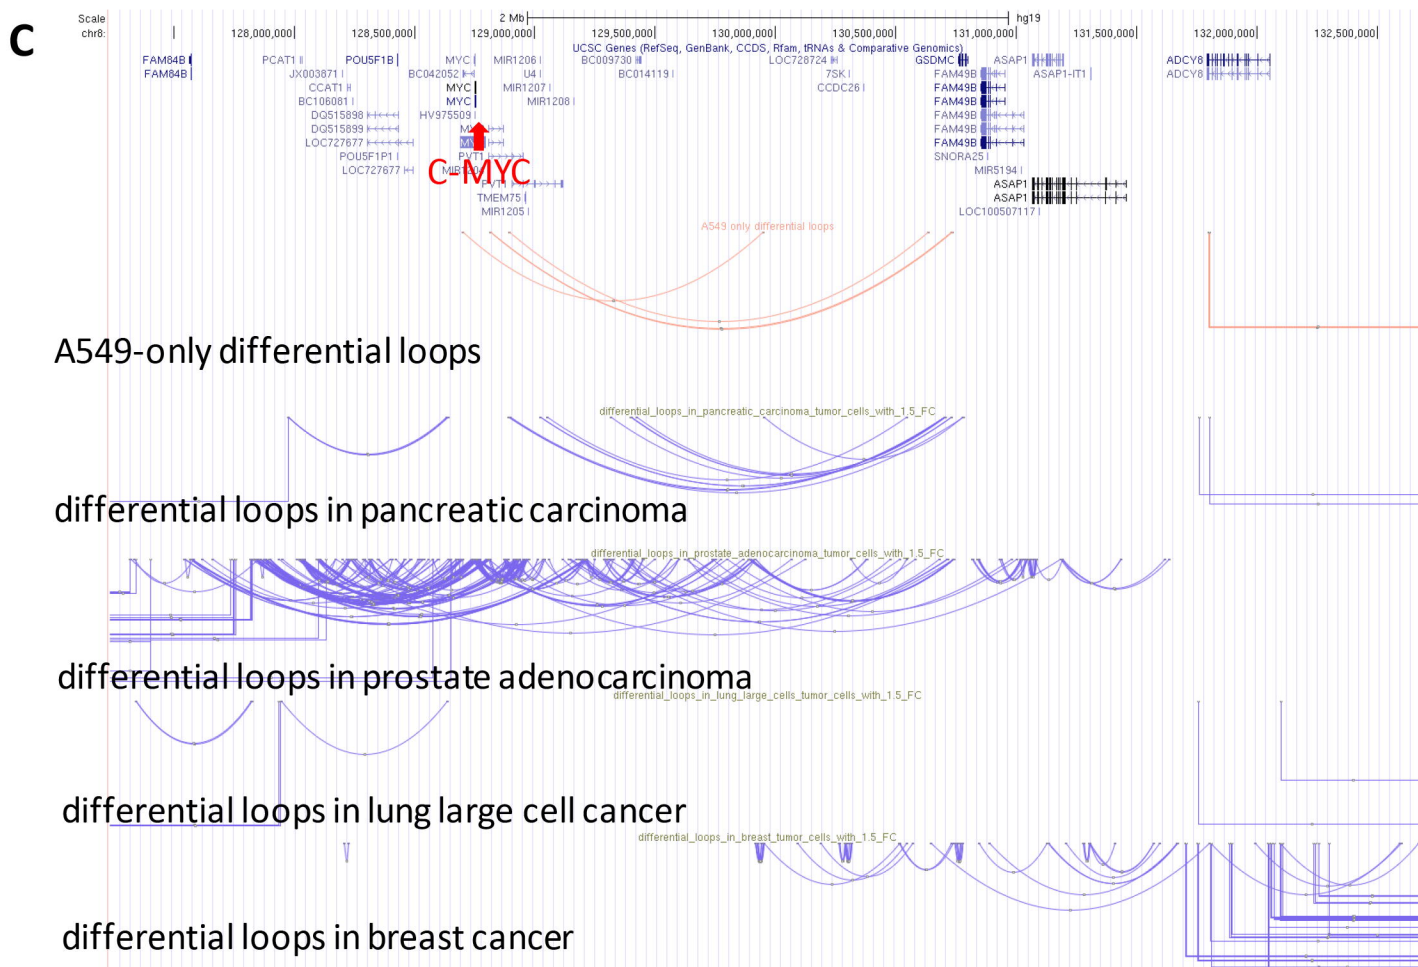 C
Scale 2 Mb hg19
chr8: 128,000,000 128,500,000 129,000,000 129,500,000 130,000,000 130,500,000 131,000,000 131,500,000 132,000,000 132,500,000
UCSC Genes (RefSeq, GenBank, CCDS, Rfam, tRNAs & Comparative Genomics)
FAM84B PCAT1 POU5F1B MYC MIR1206 BC009730 LOC728724 GSDMC ASAP1 ADCY8
FAM84B JX003871 BC042052 U4 BC014119 7SK FAM49B ASAP1-IT1 ADCY8
CCAT1 MYC MIR1207 CCDC26 FAM49B
BC106081 MYC MIR1208 FAM49B
DQ515898 HV975509 FAM49B
DQ515899 FAM49B
LOC727677 FAM49B
POU5F1P1 PVT1 SNORA25
LOC727677 MIR5194
C-MYC
PVT1 ASAP1
TMEM75 ASAP1
MIR1205 LOC100507117
A549 only differential loops
A549-only differential loops
differential_loops_in_pancreatic_carcinoma_tumor_cells_with_1.5_FC
differential loops in pancreatic carcinoma
differential_loops_in_prostate_adenocarcinoma_tumor_cells_with_1.5_FC
differential loops in prostate adenocarcinoma
differential_loops_in_lung_large_cells_tumor_cells_with_1.5_FC
differential loops in lung large cell cancer
differential_loops_in_breast_tumor_cells_with_1.5_FC
differential loops in breast cancer